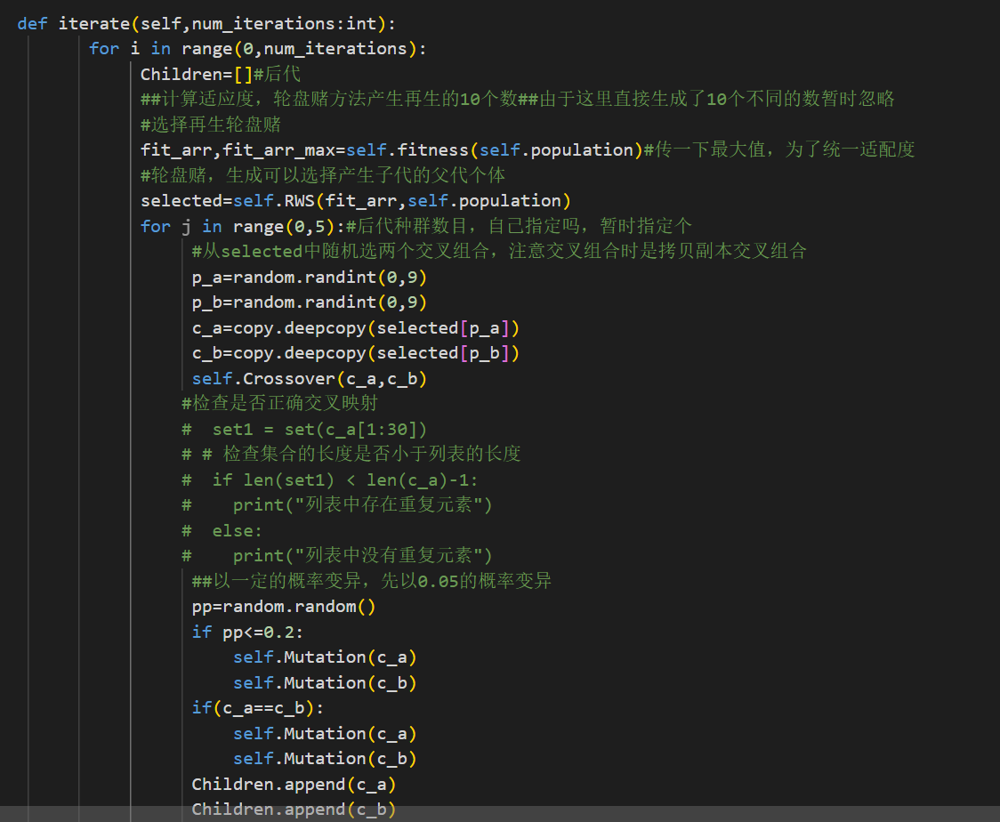 def iterate(self,num_iterations:int):
for i in range(0,num_iterations):
Children=[]#后代
##计算适应度，轮盘赌方法产生再生的10个数##由于这里直接生成了10个不同的数暂时忽略
#选择再生轮盘赌
fit_arr,fit_arr_max=self.fitness(self.population)#传一下最大值，为了统一适配度
#轮盘赌，生成可以选择产生子代的父代个体
selected=self.RWS(fit_arr,self.population)
for j in range(0,5):#后代种群数目，自己指定吗，暂时指定个
#从selected中随机选两个交叉组合，注意交叉组合时是拷贝副本交叉组合
p_a=random.randint(0,9)
p_b=random.randint(0,9)
c_a=copy.deepcopy(selected[p_a])
c_b=copy.deepcopy(selected[p_b])
self.Crossover(c_a,c_b)
#检查是否正确交叉映射
#  set1 = set(c_a[1:30])
# # 检查集合的长度是否小于列表的长度
#  if len(set1) < len(c_a)-1:
#    print("列表中存在重复元素")
#  else:
#    print("列表中没有重复元素")
##以一定的概率变异，先以0.05的概率变异
pp=random.random()
if pp<=0.2:
self.Mutation(c_a)
self.Mutation(c_b)
if(c_a==c_b):
self.Mutation(c_a)
self.Mutation(c_b)
Children.append(c_a)
Children.append(c_b)